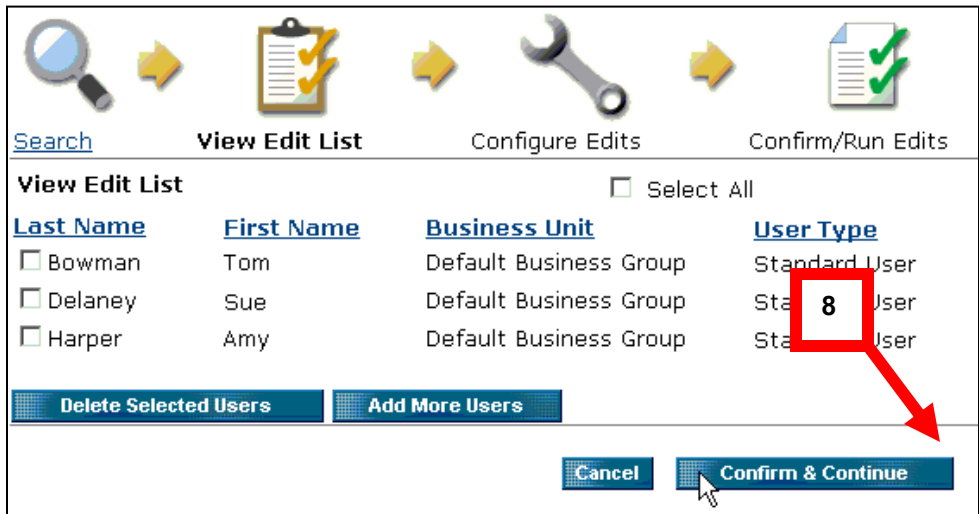 Search View Edit List Configure Edits Confirm/Run Edits
View Edit List Select All
Last Name First Name Business Unit User Type
Bowman Tom Default Business Group Standard User
Delaney Sue Default Business Group Sta User
Harper Amy Default Business Group Sta User
8
Delete Selected Users Add More Users
Cancel Confirm & Continue